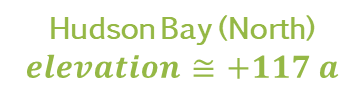 Hudson Bay (North)
elevation ≅ +117 a